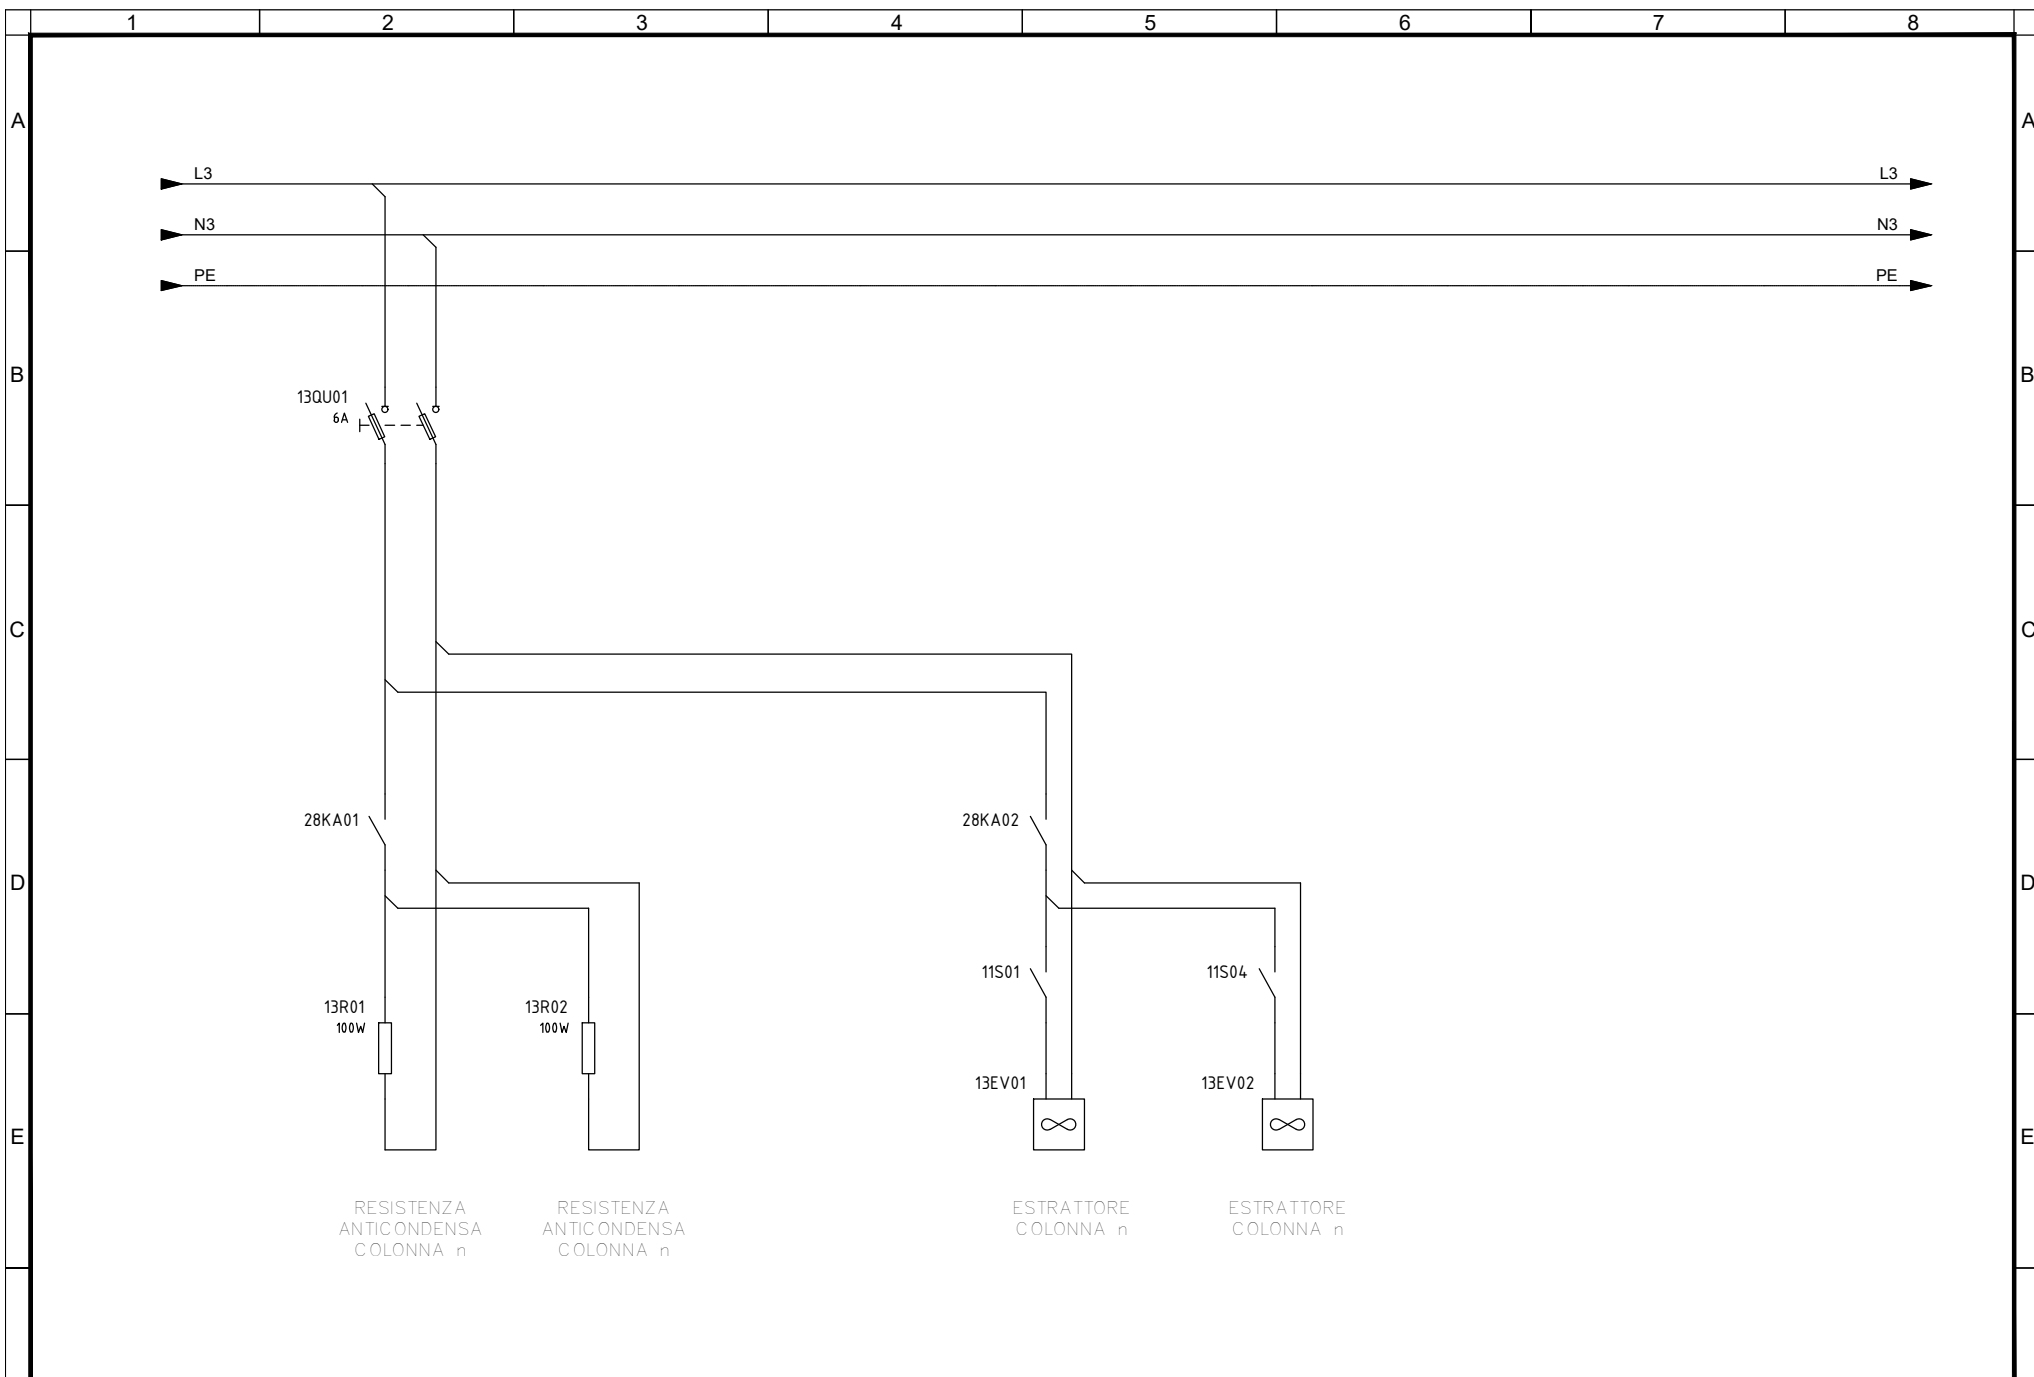 1 2 3 4 5 6 7 8
A A
L3 L3
N3 N3
PE PE
B B
13QU01
6A
C C
28KA01 28KA02
D D
11S01 11S04
13R01 13R02
100W 100W
13EV01 13EV02
E E
RESISTENZA
ANTICONDENSA
COLONNA n
RESISTENZA
ANTICONDENSA
COLONNA n
ESTRATTORE
COLONNA n
ESTRATTORE
COLONNA n